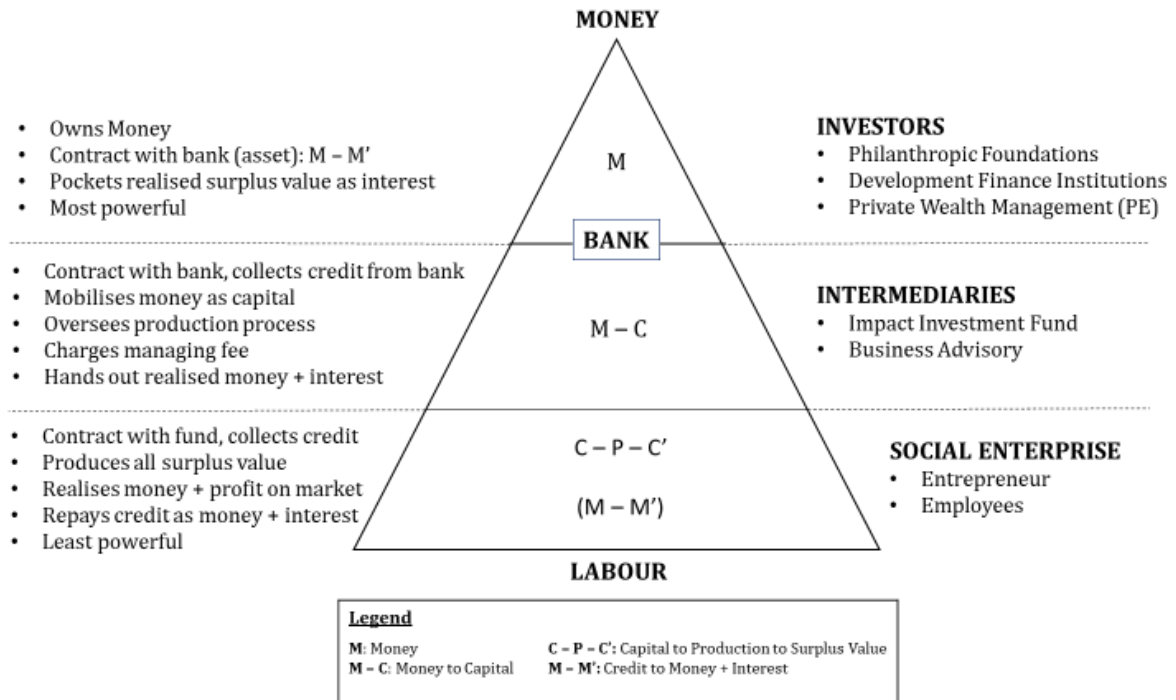 MONEY
• Owns Money
• Contract with bank (asset): M – M’
• Pockets realised surplus value as interest
• Most powerful
M
INVESTORS
• Philanthropic Foundations
• Development Finance Institutions
• Private Wealth Management (PE)
BANK
• Contract with bank, collects credit from bank
• Mobilises money as capital
• Oversees production process
• Charges managing fee
• Hands out realised money + interest
M – C
INTERMEDIARIES
• Impact Investment Fund
• Business Advisory
• Contract with fund, collects credit
• Produces all surplus value
• Realises money + profit on market
• Repays credit as money + interest
• Least powerful
C – P – C’
(M – M’)
SOCIAL ENTERPRISE
• Entrepreneur
• Employees
LABOUR
Legend
M: Money
C – P – C’: Capital to Production to Surplus Value
M – C: Money to Capital
M – M’: Credit to Money + Interest